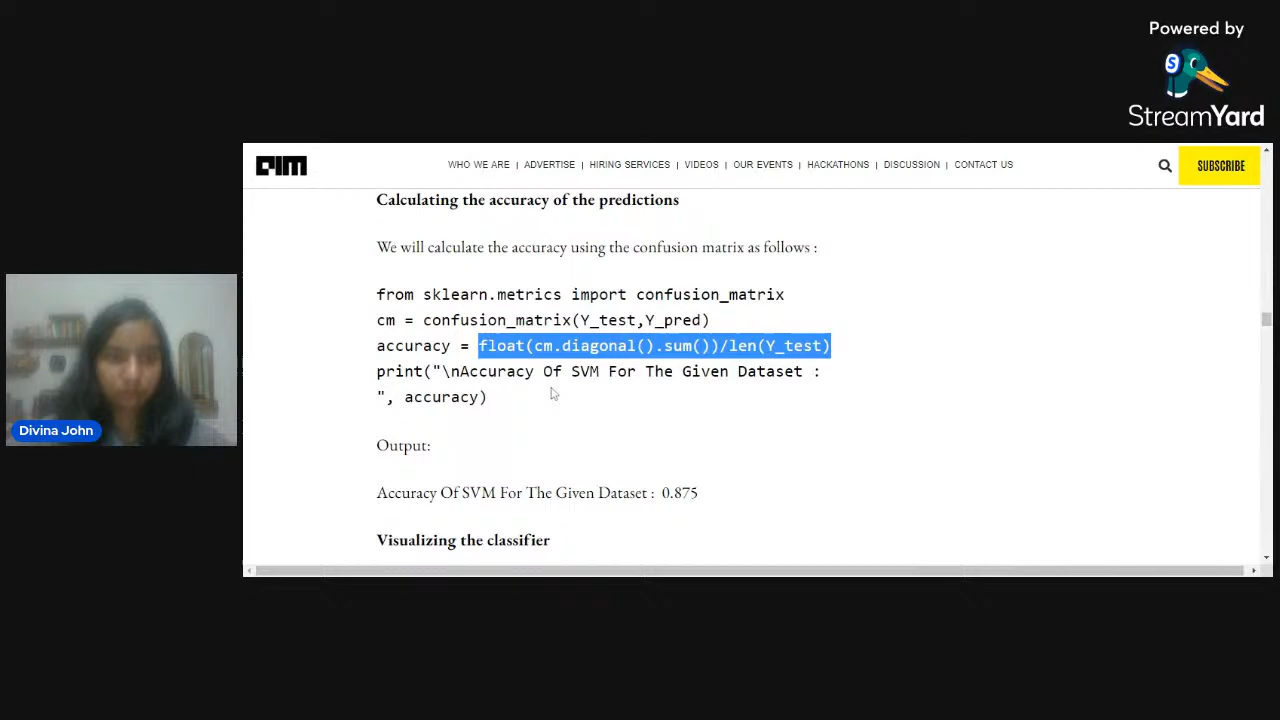 Powered by
S
StreamYard
AIM
WHO WE ARE | ADVERTISE | HIRING SERVICES | VIDEOS | OUR EVENTS | HACKATHONS | DISCUSSION | CONTACT US
SUBSCRIBE
Calculating the accuracy of the predictions
We will calculate the accuracy using the confusion matrix as follows :
from sklearn.metrics import confusion_matrix
cm = confusion_matrix(Y_test,Y_pred)
accuracy = float(cm.diagonal().sum())/len(Y_test)
print("\nAccuracy Of SVM For The Given Dataset :
", accuracy)
Output:
Accuracy Of SVM For The Given Dataset :  0.875
Visualizing the classifier
Divina John